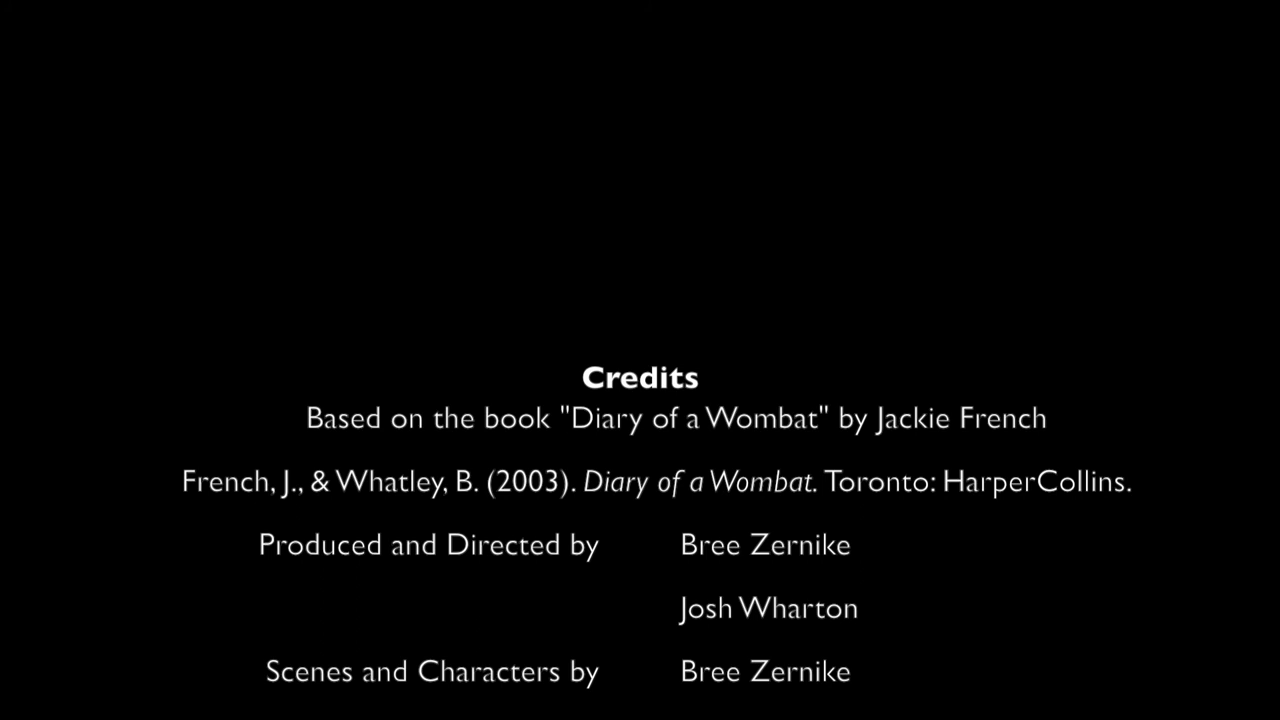 Credits
Based on the book "Diary of a Wombat" by Jackie French
French, J., & Whatley, B. (2003). Diary of a Wombat. Toronto: HarperCollins.
Produced and Directed by Bree Zernike
Josh Wharton
Scenes and Characters by Bree Zernike